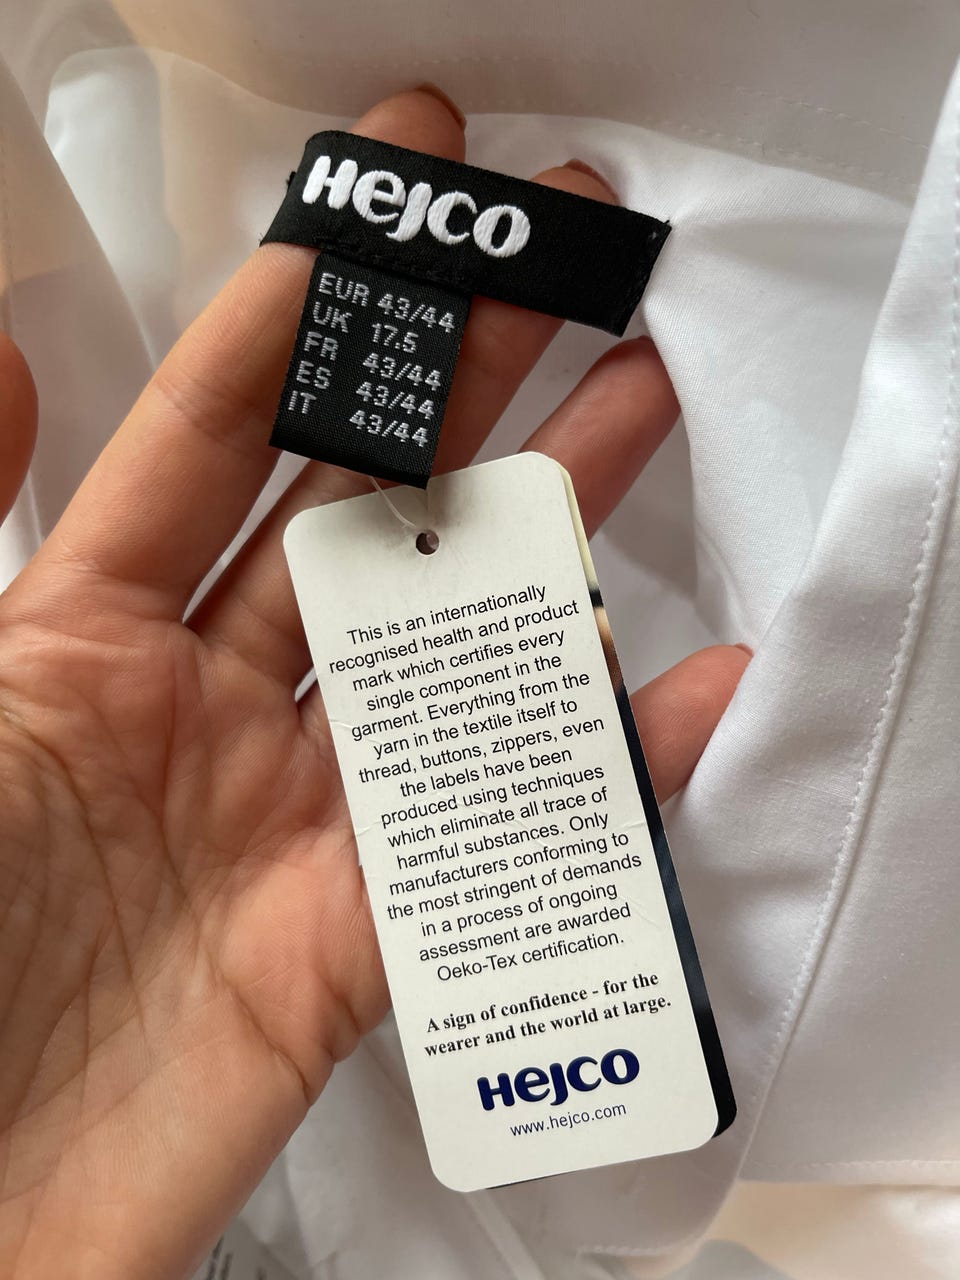 HEJCO
EUR 43/44
UK 17.5
FR 43/44
ES 43/44
IT 43/44
This is an internationally
recognised health and product
mark which certifies every
single component in the
garment. Everything from the
yarn in the textile itself to
thread, buttons, zippers, even
the labels have been
produced using techniques
which eliminate all trace of
harmful substances. Only
manufacturers conforming to
the most stringent of demands
in a process of ongoing
assessment are awarded
Oeko-Tex certification.
A sign of confidence - for the
wearer and the world at large.
HEJCO
www.hejco.com